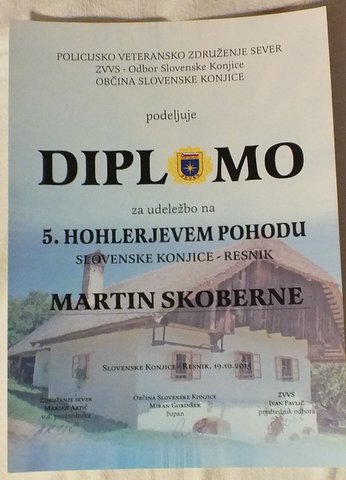 POLICIJSKO VETERANSKO ZDRUŽENJE SEVER
ZVVS - Odbor Slovenske Konjice
OBČINA SLOVENSKE KONJICE
podeljuje
DIPLOMO
za udeležbo na
5. HOHLERJEVEM POHODU
SLOVENSKE KONJICE - RESNIK
MARTIN SKOBERNE
Slovenske Konjice - Resnik, 19.10.2013
Združenje Sever
v.d. predsednika
Občina Slovenske Konjice
Miran Gorinšek
župan
ZVVS
Ivan Pavlič
predsednik odbora